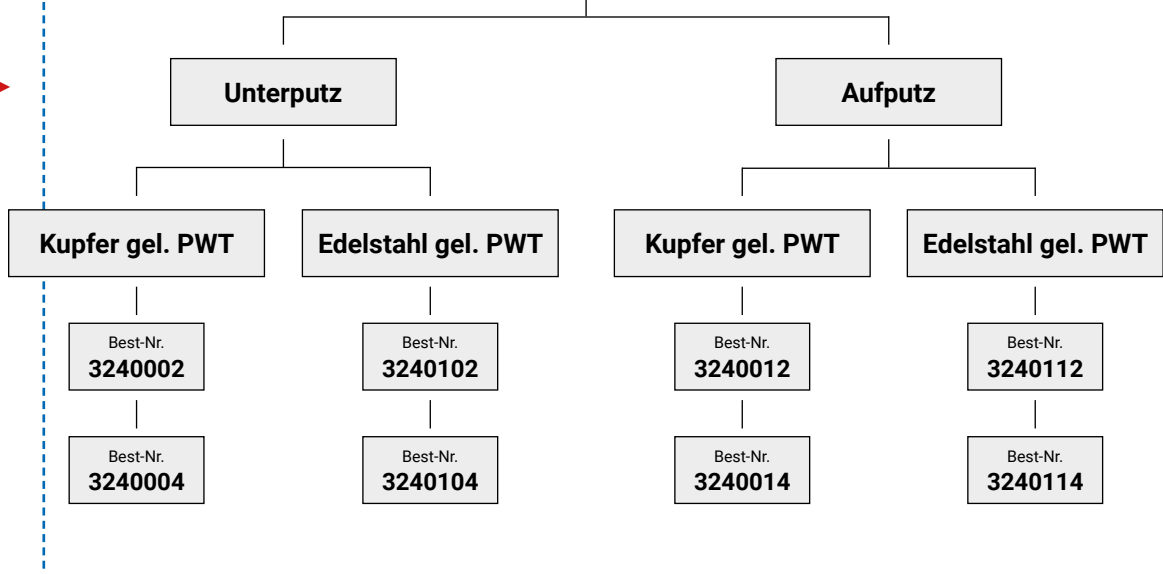 Unterputz
Aufputz
Kupfer gel. PWT
Edelstahl gel. PWT
Kupfer gel. PWT
Edelstahl gel. PWT
Best-Nr.
3240002
Best-Nr.
3240102
Best-Nr.
3240012
Best-Nr.
3240112
Best-Nr.
3240004
Best-Nr.
3240104
Best-Nr.
3240014
Best-Nr.
3240114